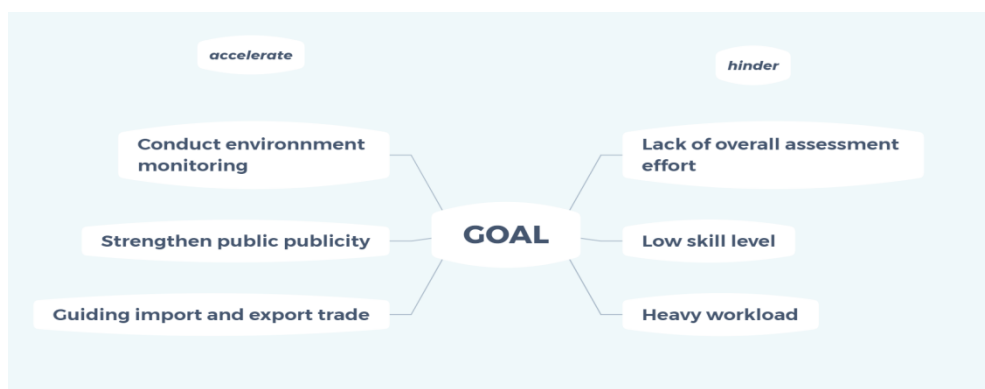 accelerate
hinder
Conduct environnment
monitoring
Strengthen public publicity
Guiding import and export trade
GOAL
Lack of overall assessment
effort
Low skill level
Heavy workload